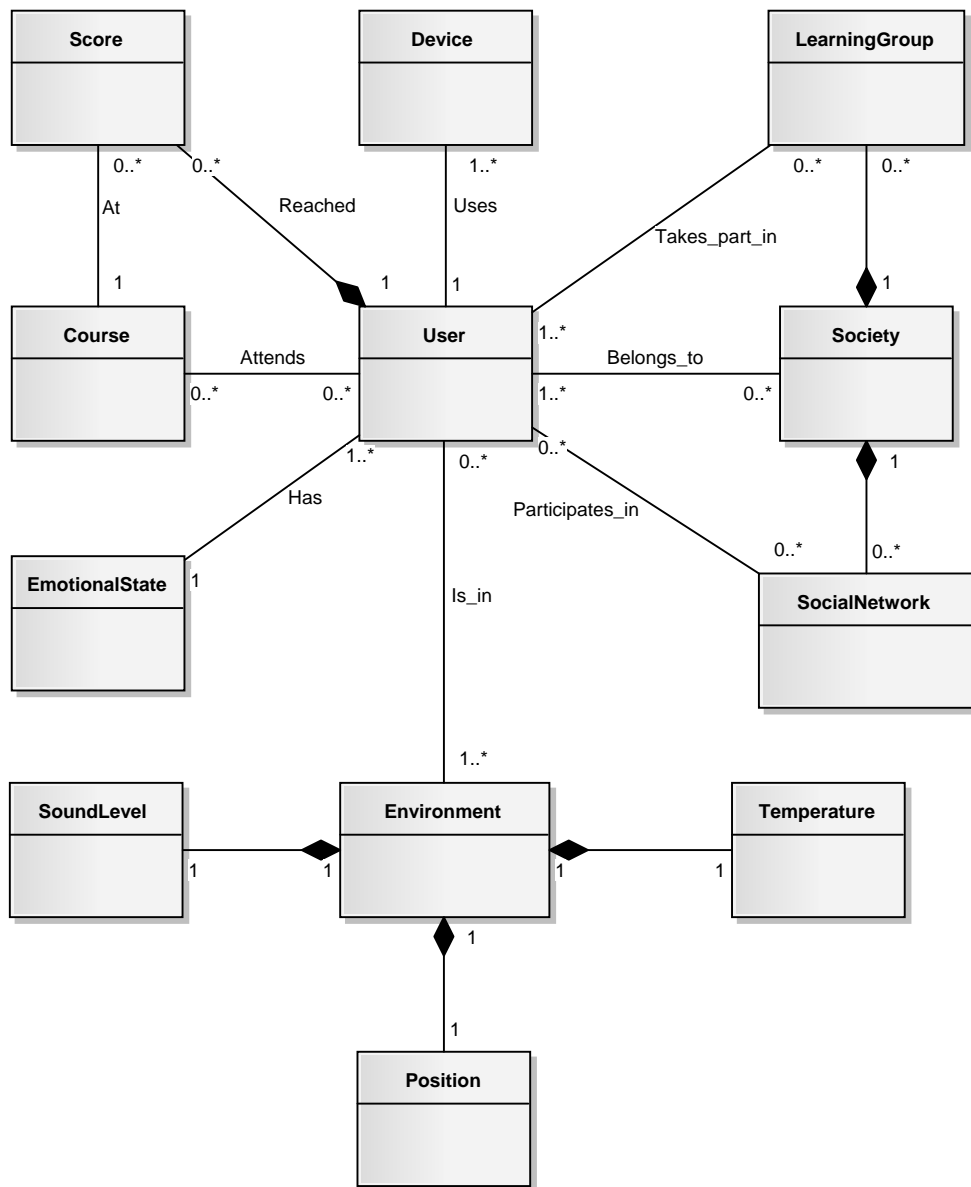 Score
Device
LearningGroup
0..*
0..*
1..*
0..*
0..*
At
Reached
Uses
Takes_part_in
1
1
1
1
Course
User
Society
1..*
Attends
Belongs_to
0..*
0..*
1..*
0..*
1..*
0..*
0..*
1
Has
Participates_in
0..*
0..*
EmotionalState
1
SocialNetwork
Is_in
1..*
SoundLevel
Environment
Temperature
1
1
1
1
1
1
Position